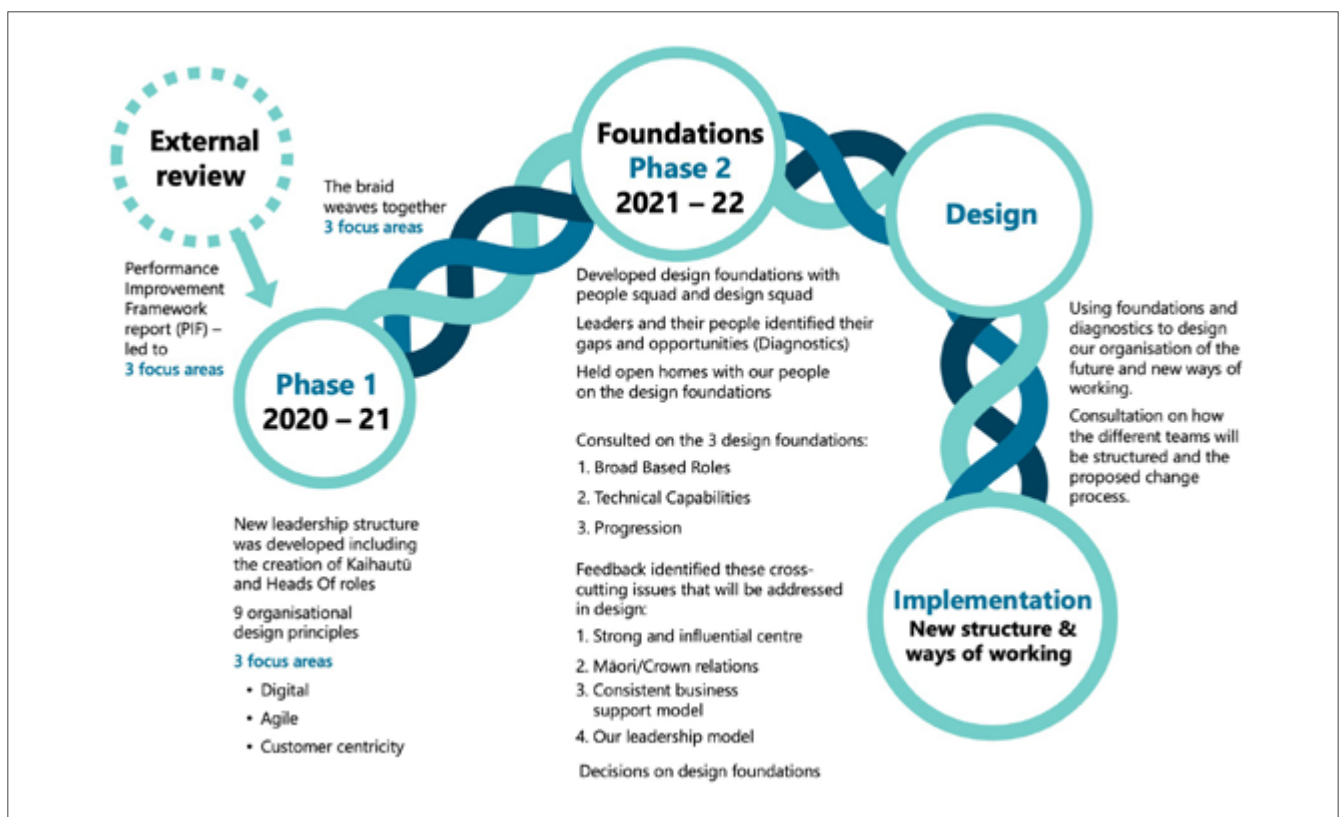 External
review
Performance
Improvement
Framework
report (PIF) –
led to
3 focus areas
The braid
weaves together
3 focus areas
Phase 1
2020 – 21
New leadership structure
was developed including
the creation of Kaihautū
and Heads Of roles
9 organisational
design principles
3 focus areas
• Digital
• Agile
• Customer centricity
Foundations
Phase 2
2021 – 22
Developed design foundations with
people squad and design squad
Leaders and their people identified their
gaps and opportunities (Diagnostics)
Held open homes with our people
on the design foundations
Consulted on the 3 design foundations:
1. Broad Based Roles
2. Technical Capabilities
3. Progression
Feedback identified these cross-
cutting issues that will be addressed
in design:
1. Strong and influential centre
2. Māori/Crown relations
3. Consistent business
support model
4. Our leadership model
Decisions on design foundations
Design
Using foundations and
diagnostics to design
our organisation of the
future and new ways of
working.
Consultation on how
the different teams will
be structured and the
proposed change
process.
Implementation
New structure &
ways of working